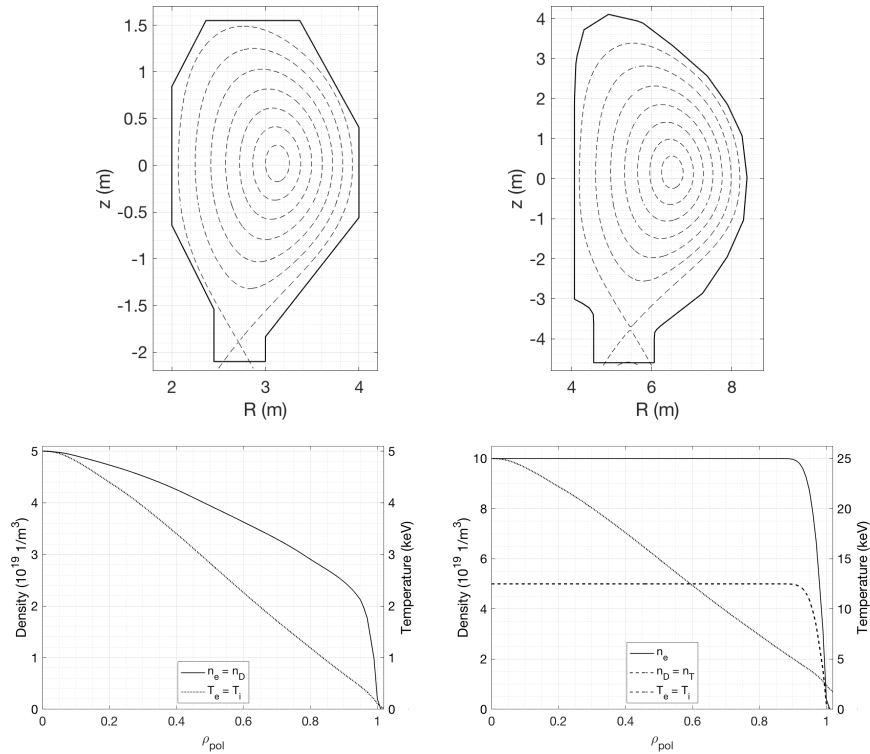 1.5
1
0.5
0
-0.5
-1
-1.5
-2
z (m)
2 3 4
R (m)
4
3
2
1
0
-1
-2
-3
-4
z (m)
4 6 8
R (m)
5
4
3
2
1
0
Density (10^19 1/m^3)
5
4
3
2
1
0
Temperature (keV)
n_e = n_D
T_e = T_i
0 0.2 0.4 0.6 0.8 1
ρ_pol
10
8
6
4
2
0
Density (10^19 1/m^3)
25
20
15
10
5
0
Temperature (keV)
n_e
n_D = n_T
T_e = T_i
0 0.2 0.4 0.6 0.8 1
ρ_pol